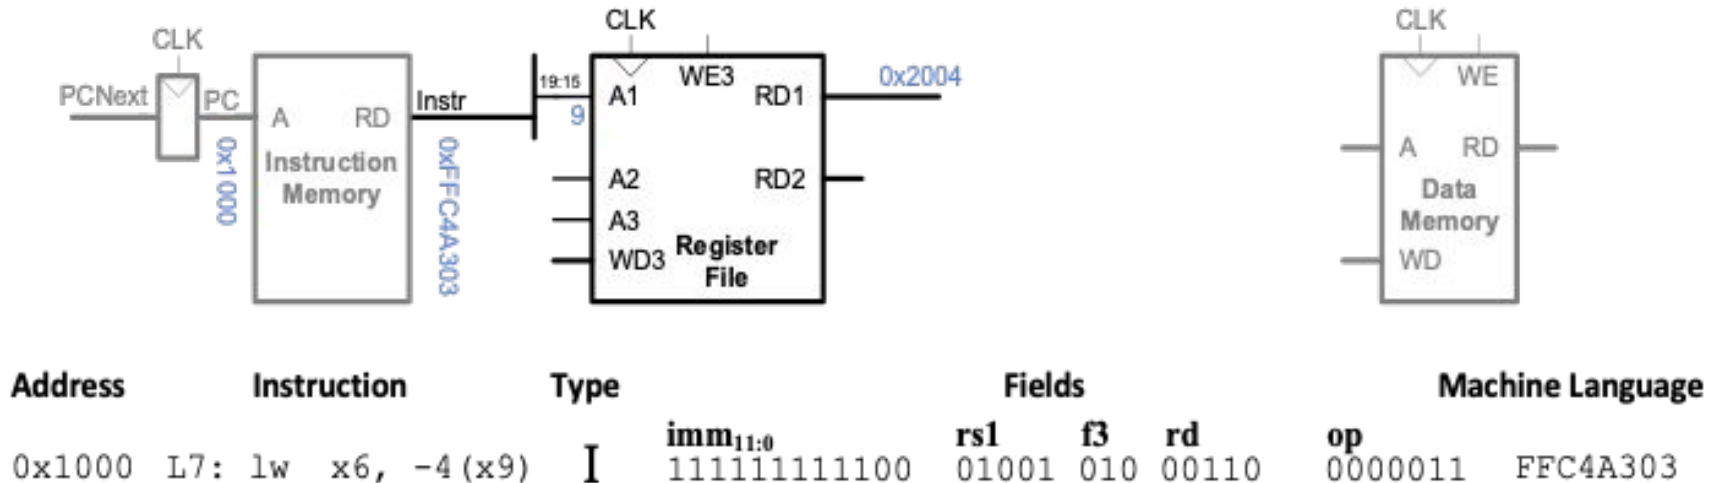 CLK
CLK
CLK
PCNext
PC
A
RD
Instruction
Memory
0x1000
Instr
0xFFC4A303
19:15
9
A1
WE3
RD1
0x2004
A2
RD2
A3
WD3
Register
File
WE
A
RD
Data
Memory
WD
Address Instruction Type Fields Machine Language
imm11:0 rs1 f3 rd op
0x1000 L7: lw x6, -4(x9) I 111111111100 01001 010 00110 0000011 FFC4A303